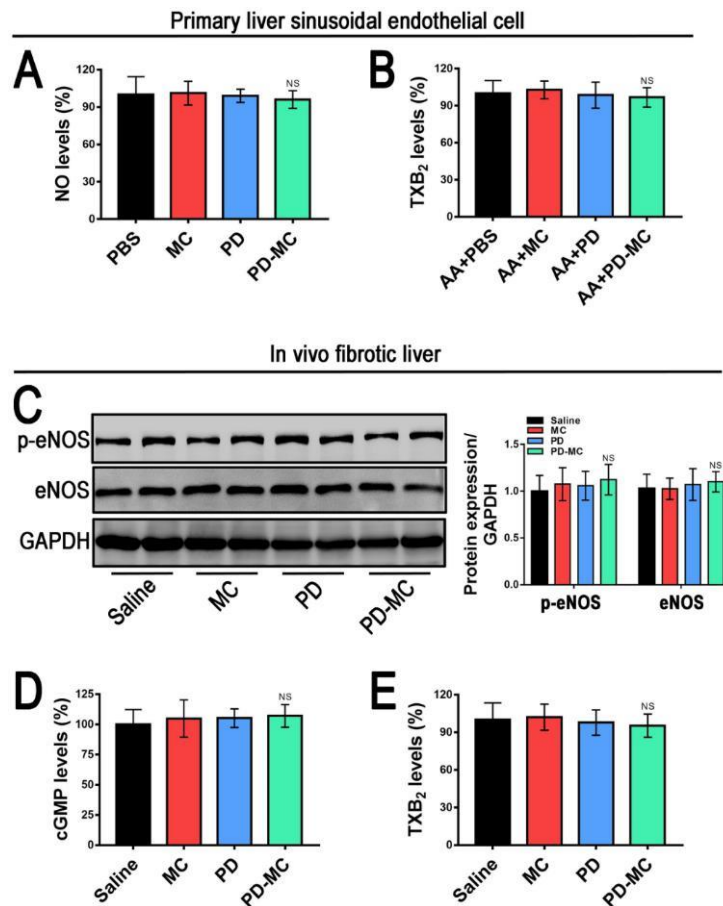 Primary liver sinusoidal endothelial cell
A
NO levels (%)
120
90
60
30
0
NS
PBS
MC
PD
PD-MC
B
TXB₂ levels (%)
120
90
60
30
0
NS
AA+PBS
AA+MC
AA+PD
AA+PD-MC
In vivo fibrotic liver
C
p-eNOS
eNOS
GAPDH
Saline
MC
PD
PD-MC
Saline
MC
PD
PD-MC
Protein expression/
GAPDH
1.5
1.0
0.5
0.0
NS
NS
p-eNOS
eNOS
D
cGMP levels (%)
125
100
75
50
25
0
NS
Saline
MC
PD
PD-MC
E
TXB₂ levels (%)
120
90
60
30
0
NS
Saline
MC
PD
PD-MC